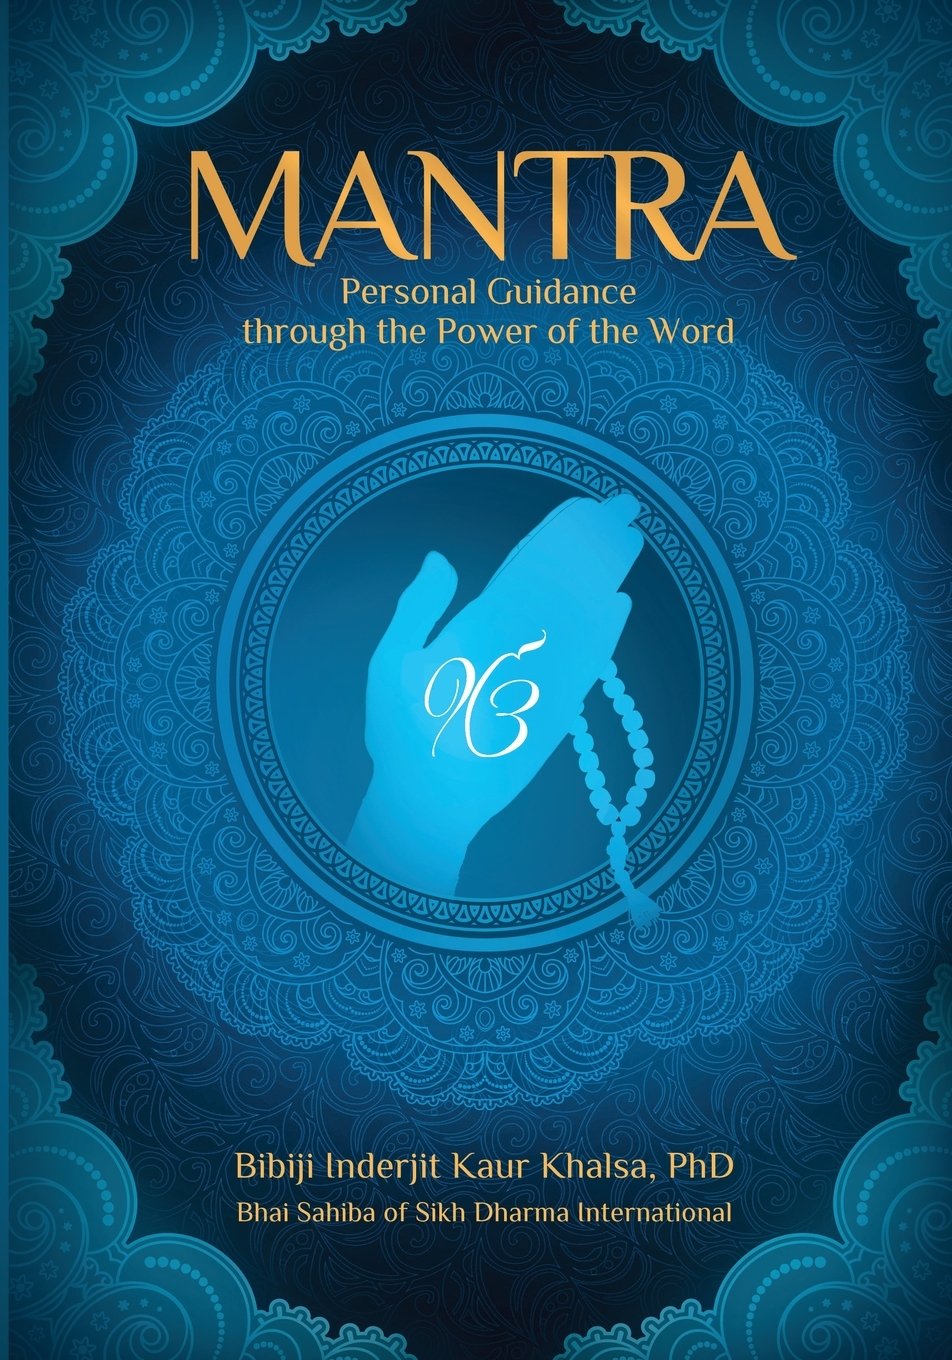 MANTRA
Personal Guidance
through the Power of the Word
ੴ
Bibiji Inderjit Kaur Khalsa, PhD
Bhai Sahiba of Sikh Dharma International